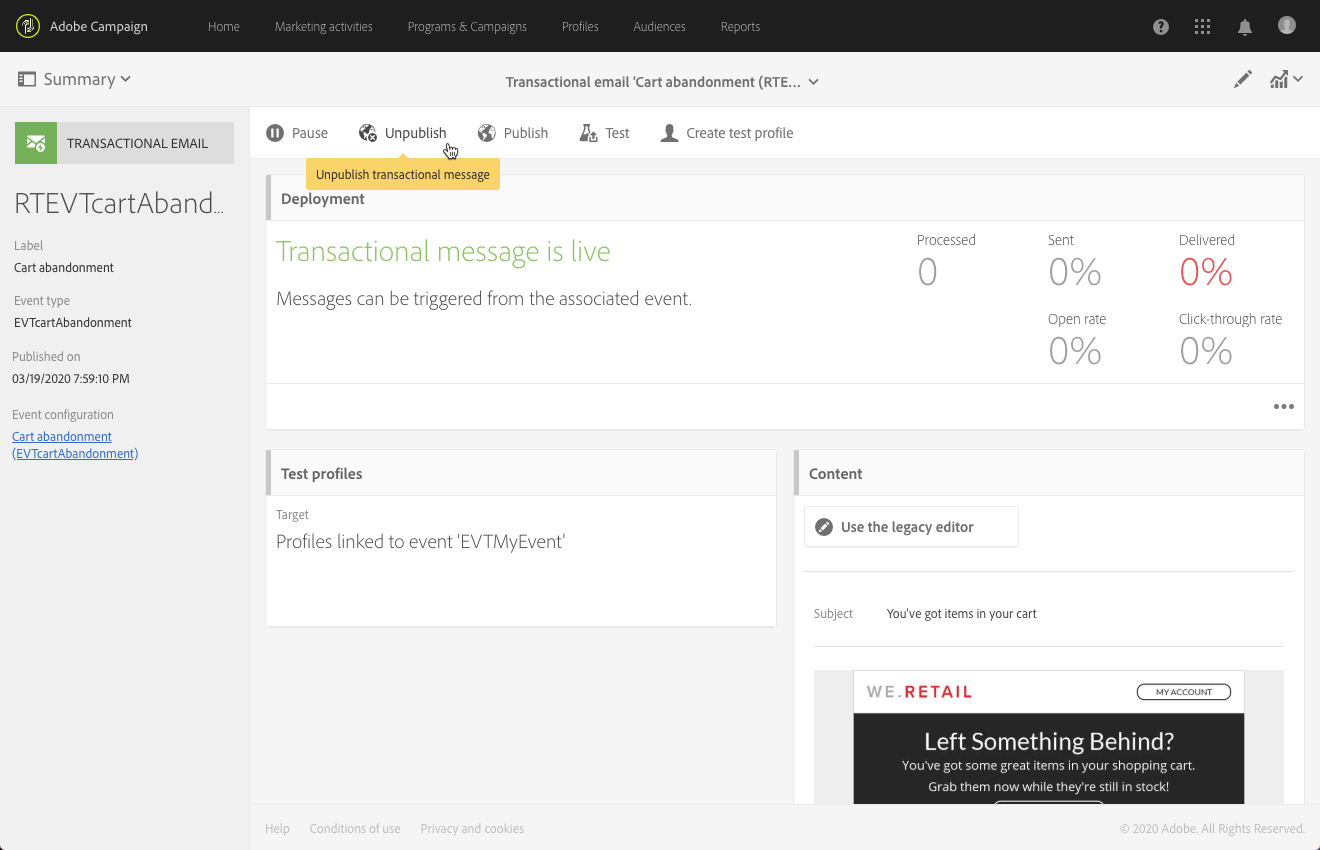 Adobe Campaign Home Marketing activities Programs & Campaigns Profiles Audiences Reports
Summary
Transactional email 'Cart abandonment (RTE...
TRANSACTIONAL EMAIL
RTEVTcartAband...
Label
Cart abandonment
Event type
EVTcartAbandonment
Published on
03/19/2020 7:59:10 PM
Event configuration
Cart abandonment
(EVTcartAbandonment)
Pause Unpublish Publish Test Create test profile
Unpublish transactional message
Deployment
Transactional message is live
Messages can be triggered from the associated event.
Processed Sent Delivered
0 0% 0%
Open rate Click-through rate
0% 0%
Test profiles
Target
Profiles linked to event 'EVTMyEvent'
Content
Use the legacy editor
Subject You've got items in your cart
WE.RETAIL MY ACCOUNT
Left Something Behind?
You've got some great items in your shopping cart.
Grab them now while they're still in stock!
Help Conditions of use Privacy and cookies © 2020 Adobe. All Rights Reserved.